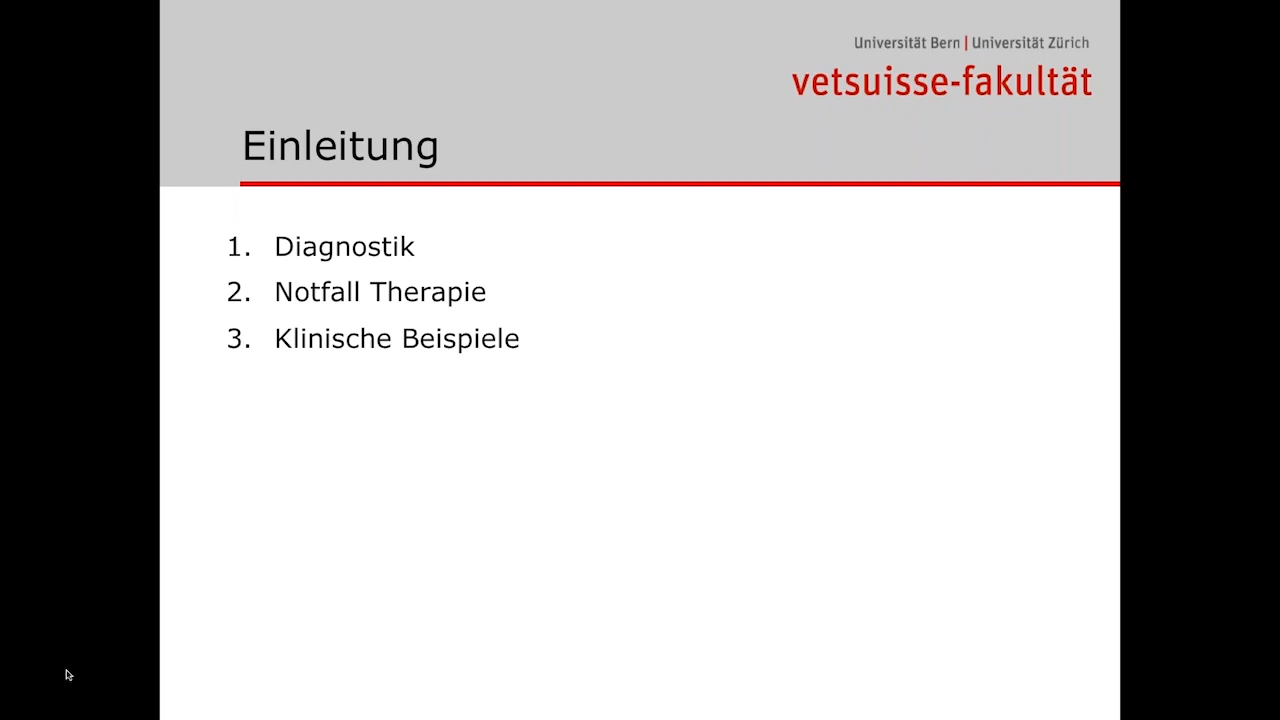 Universität Bern | Universität Zürich
vetsuisse-fakultät
Einleitung
1. Diagnostik
2. Notfall Therapie
3. Klinische Beispiele